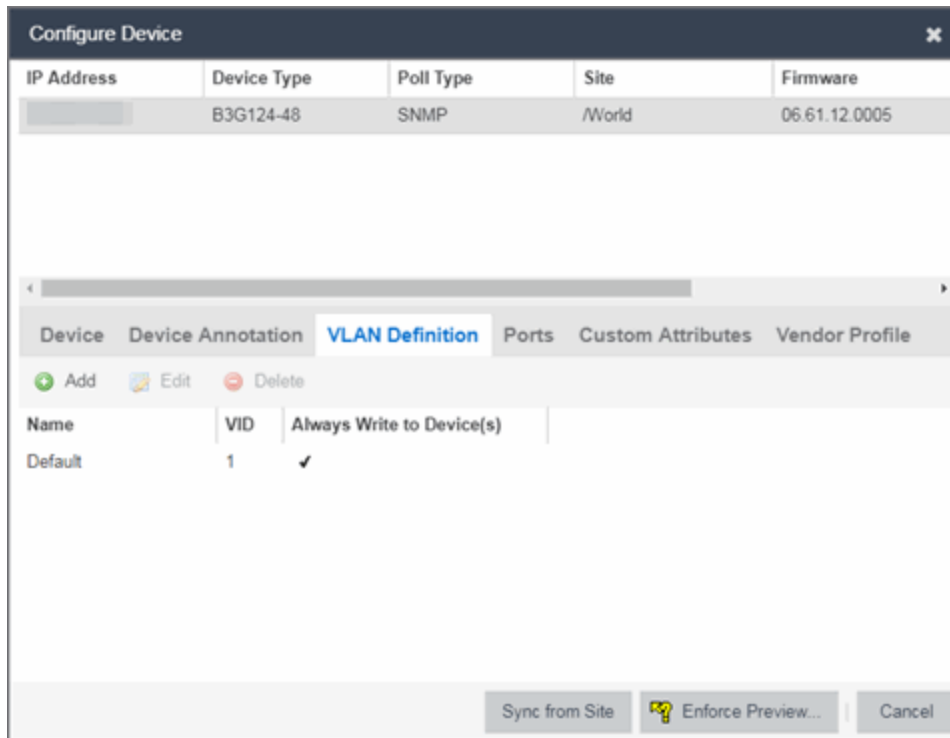 Configure Device
IP Address Device Type Poll Type Site Firmware
B3G124-48 SNMP /World 06.61.12.0005
Device Device Annotation VLAN Definition Ports Custom Attributes Vendor Profile
Add Edit Delete
Name VID Always Write to Device(s)
Default 1
Sync from Site Enforce Preview... Cancel